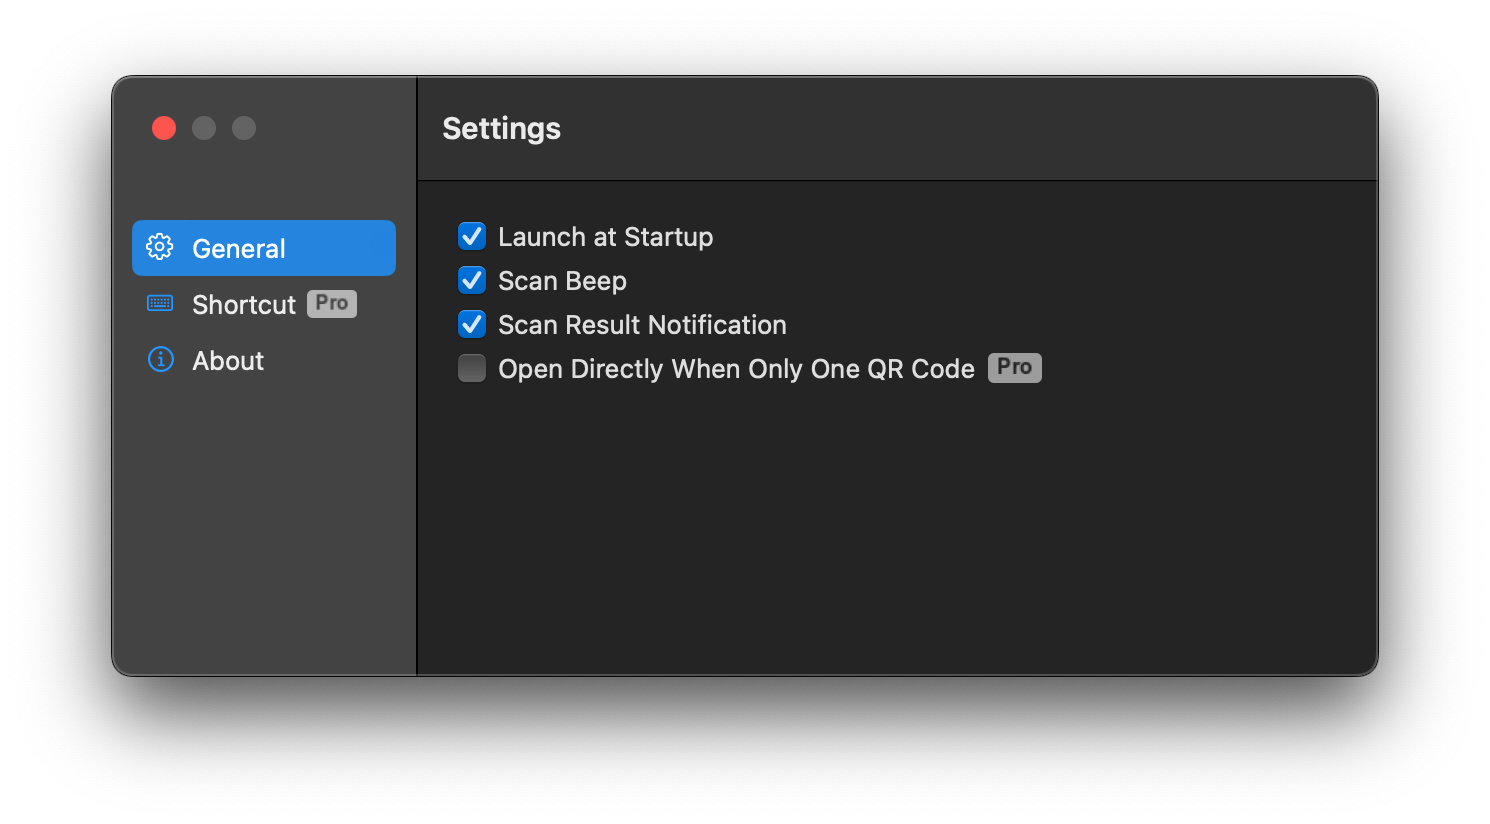 Settings
General
Shortcut Pro
About
Launch at Startup
Scan Beep
Scan Result Notification
Open Directly When Only One QR Code Pro